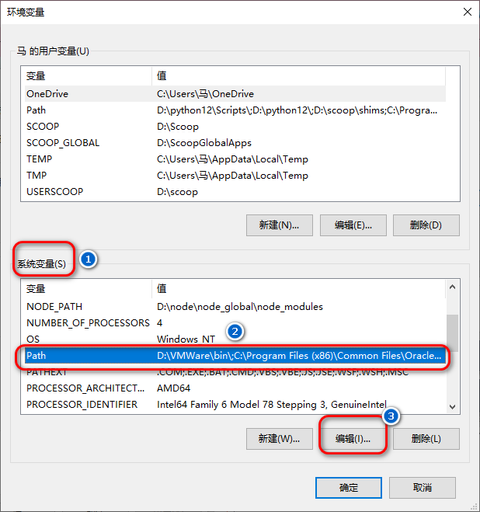 环境变量
马 的用户变量(U)
变量 值
OneDrive C:\Users\马\OneDrive
Path D:\python12\Scripts\;D:\python12\;D:\scoop\shims;C:\Progra...
SCOOP D:\Scoop
SCOOP_GLOBAL D:\ScoopGlobalApps
TEMP C:\Users\马\AppData\Local\Temp
TMP C:\Users\马\AppData\Local\Temp
USERSCOOP D:\scoop
新建(N)... 编辑(E)... 删除(D)
系统变量(S) 1
变量 值
NODE_PATH D:\node\node_global\node_modules
NUMBER_OF_PROCESSORS 4 2
OS Windows_NT
Path D:\VMWare\bin\;C:\Program Files (x86)\Common Files\Oracle...
PATHEXT .COM;.EXE;.BAT;.CMD;.VBS;.VBE;.JS;.JSE;.WSF;.WSH;.MSC
PROCESSOR_ARCHITECT... AMD64
PROCESSOR_IDENTIFIER Intel64 Family 6 Model 78 Stepping 3, GenuineIntel
3
新建(W)... 编辑(I)... 删除(L)
确定 取消